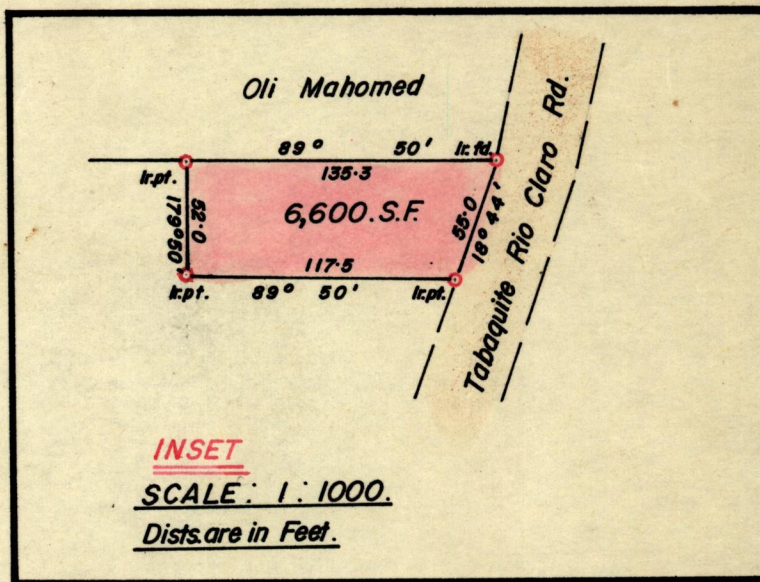 Oli Mahomed
89° 50' Ir. fd.
Ir.pt. 135·3
6,600.S.F.
52·0
179°50'
55·0
18°44'
117·5
Ir.pt. 89° 50' Ir.pt.
Tabaquite Rio Claro Rd.
INSET
SCALE: 1:1000.
Dists.are in Feet.